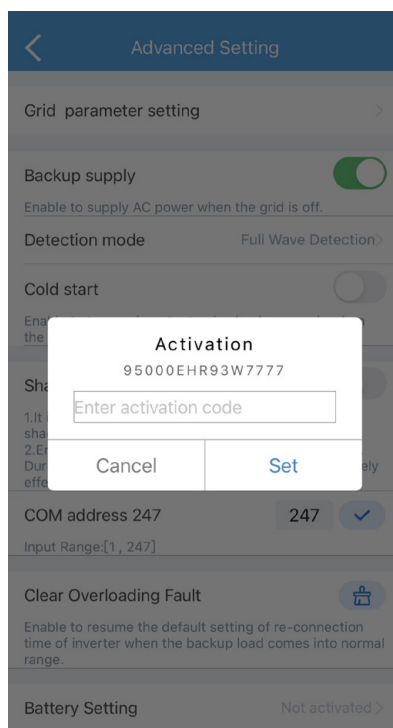 Advanced Setting
Grid parameter setting
Backup supply
Enable to supply AC power when the grid is off.
Detection mode
Full Wave Detection
Cold start
the
Activation
95000EHR93W7777
Enter activation code
Cancel
Set
1.It
COM address 247
247
Input Range:[1 , 247]
Clear Overloading Fault
Enable to resume the default setting of re-connection
time of inverter when the backup load comes into normal
range.
Battery Setting
Not activated